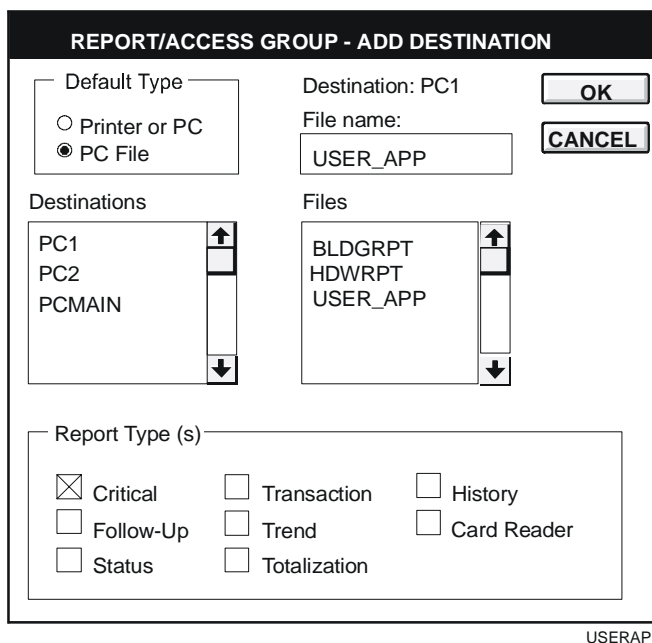 REPORT/ACCESS GROUP - ADD DESTINATION
Default Type
Printer or PC
PC File
Destination: PC1
File name:
USER_APP
OK
CANCEL
Destinations
PC1
PC2
PCMAIN
Files
BLDGRPT
HDWRPT
USER_APP
Report Type (s)
Critical
Transaction
History
Follow-Up
Trend
Card Reader
Status
Totalization
USERAP